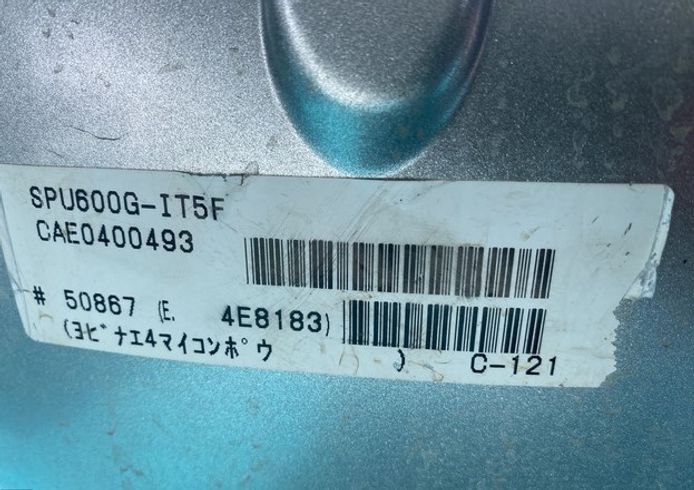 SPU600G-IT5F
CAE0400493
# 50867 (E. 4E8183)
(ﾖﾋﾞﾅｴ4ﾏｲｺﾝﾎﾟｳ )
C-121